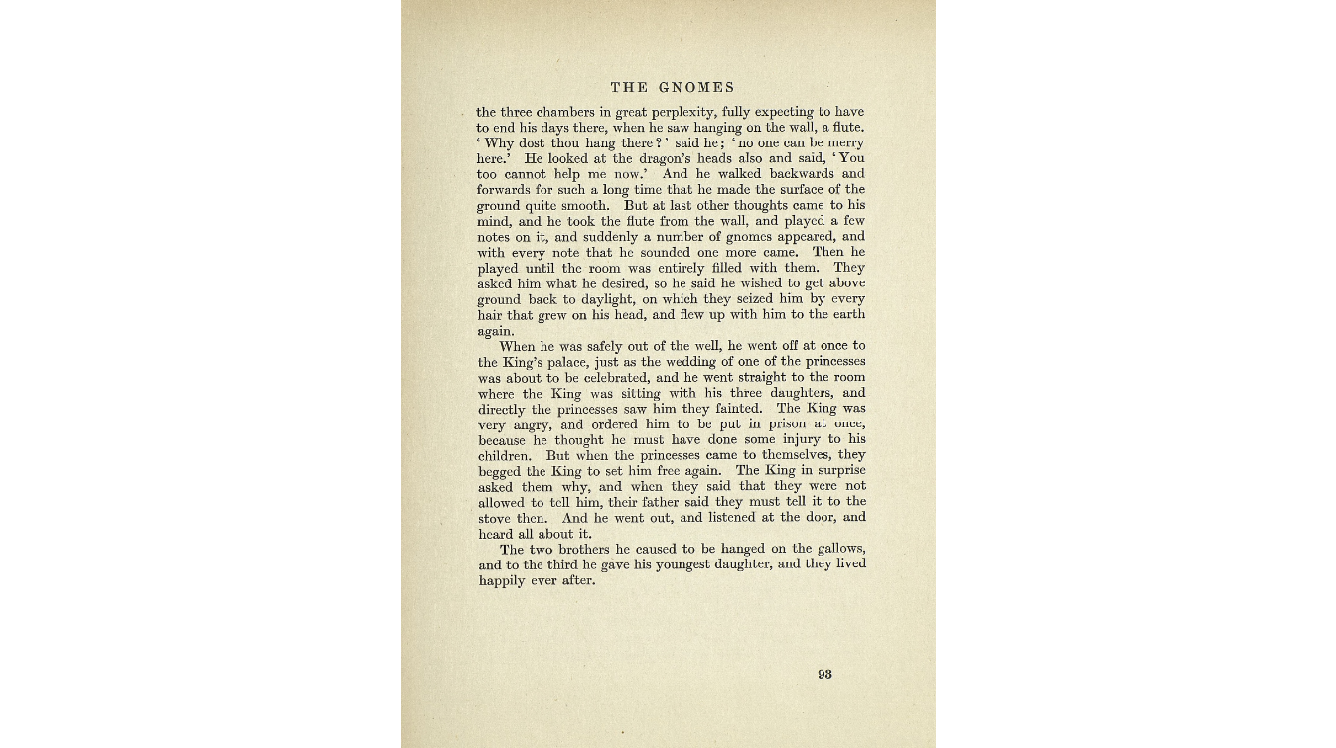 THE GNOMES
the three chambers in great perplexity, fully expecting to have
to end his days there, when he saw hanging on the wall, a flute.
‘ Why dost thou hang there ? ’ said he ; ‘ no one can be merry
here.’ He looked at the dragon's heads also and said, ‘ You
too cannot help me now.’ And he walked backwards and
forwards for such a long time that he made the surface of the
ground quite smooth. But at last other thoughts came to his
mind, and he took the flute from the wall, and played a few
notes on it, and suddenly a number of gnomes appeared, and
with every note that he sounded one more came. Then he
played until the room was entirely filled with them. They
asked him what he desired, so he said he wished to get above
ground back to daylight, on which they seized him by every
hair that grew on his head, and flew up with him to the earth
again.
When he was safely out of the well, he went off at once to
the King's palace, just as the wedding of one of the princesses
was about to be celebrated, and he went straight to the room
where the King was sitting with his three daughters, and
directly the princesses saw him they fainted. The King was
very angry, and ordered him to be put in prison at once,
because he thought he must have done some injury to his
children. But when the princesses came to themselves, they
begged the King to set him free again. The King in surprise
asked them why, and when they said that they were not
allowed to tell him, their father said they must tell it to the
stove then. And he went out, and listened at the door, and
heard all about it.
The two brothers he caused to be hanged on the gallows,
and to the third he gave his youngest daughter, and they lived
happily ever after.
93